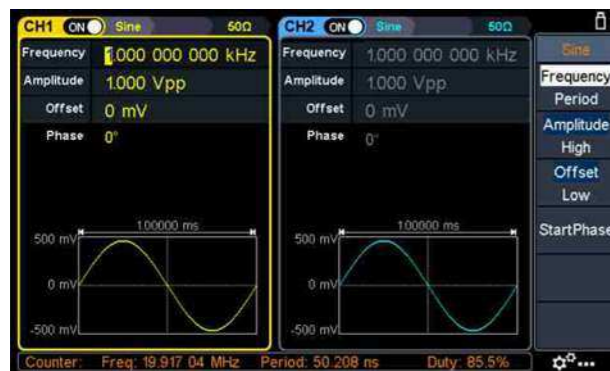 CH1 ON Sine 50Ω
Frequency 1.000 000 000 kHz
Amplitude 1.000 Vpp
Offset 0 mV
Phase 0°
1.00000 ms
500 mV
0 mV
-500 mV
CH2 ON Sine 50Ω
Frequency 1.000 000 000 kHz
Amplitude 1.000 Vpp
Offset 0 mV
Phase 0°
1.00000 ms
500 mV
0 mV
-500 mV
Sine
Frequency
Period
Amplitude
High
Offset
Low
StartPhase
Counter: Freq: 19.917 04 MHz Period: 50.208 ns Duty: 85.5%